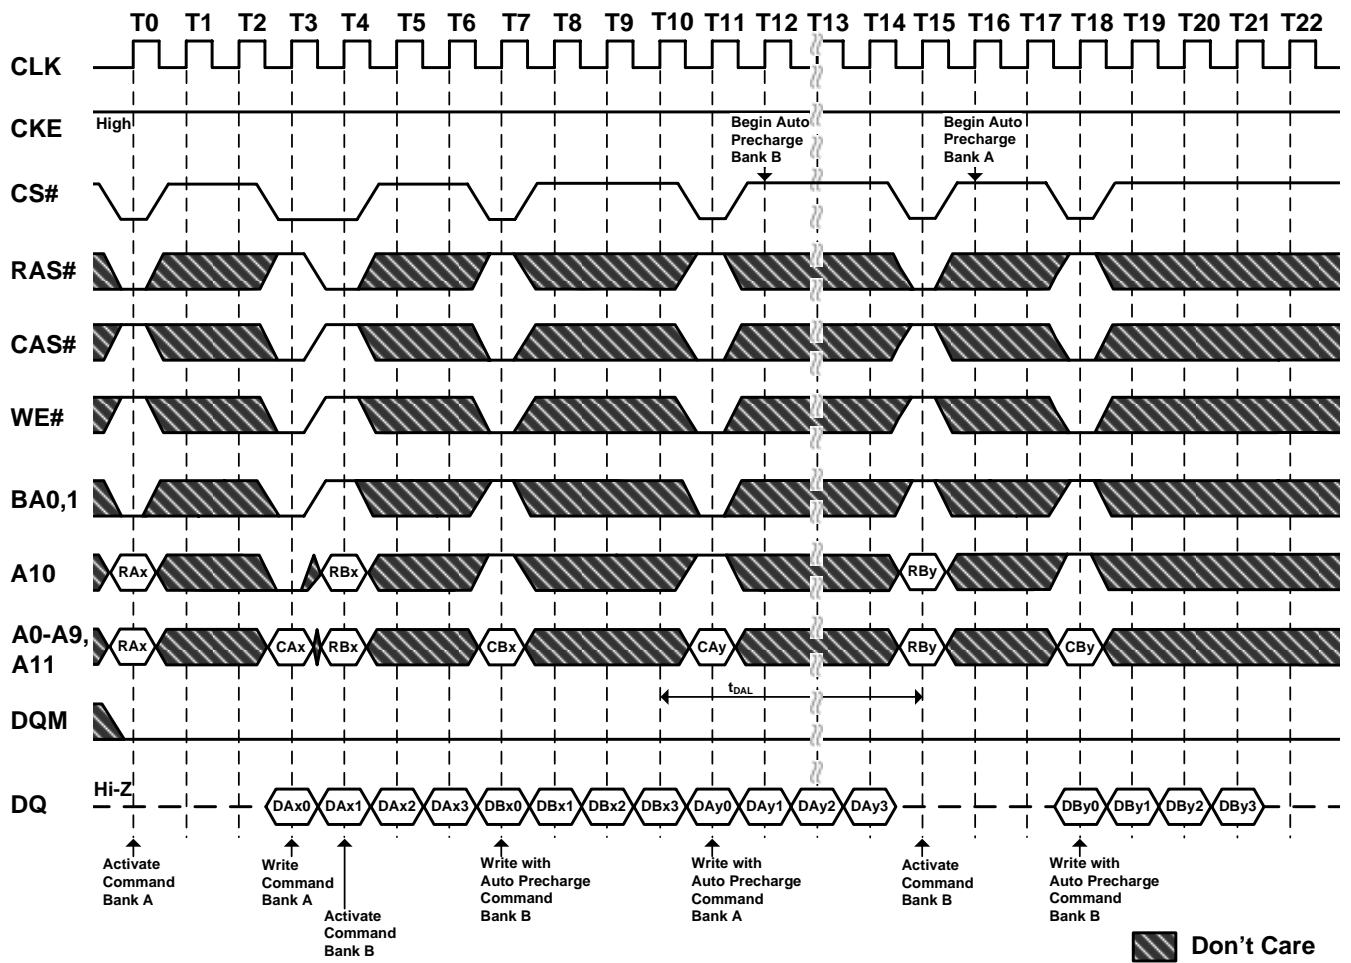 T0 T1 T2 T3 T4 T5 T6 T7 T8 T9 T10 T11 T12 T13 T14 T15 T16 T17 T18 T19 T20 T21 T22
CLK
CKE
High
Begin Auto
Precharge
Bank B
Begin Auto
Precharge
Bank A
CS#
RAS#
CAS#
WE#
BA0,1
A10
RAx RBx RBy
A0-A9,
A11
RAx CAx RBx CBx CAy RBy CBy
tDAL
DQM
DQ
Hi-Z
DAx0 DAx1 DAx2 DAx3 DBx0 DBx1 DBx2 DBx3 DAy0 DAy1 DAy2 DAy3 DBy0 DBy1 DBy2 DBy3
Activate
Command
Bank A
Write
Command
Bank A
Activate
Command
Bank B
Write with
Auto Precharge
Command
Bank B
Write with
Auto Precharge
Command
Bank A
Activate
Command
Bank B
Write with
Auto Precharge
Command
Bank B
Don't Care